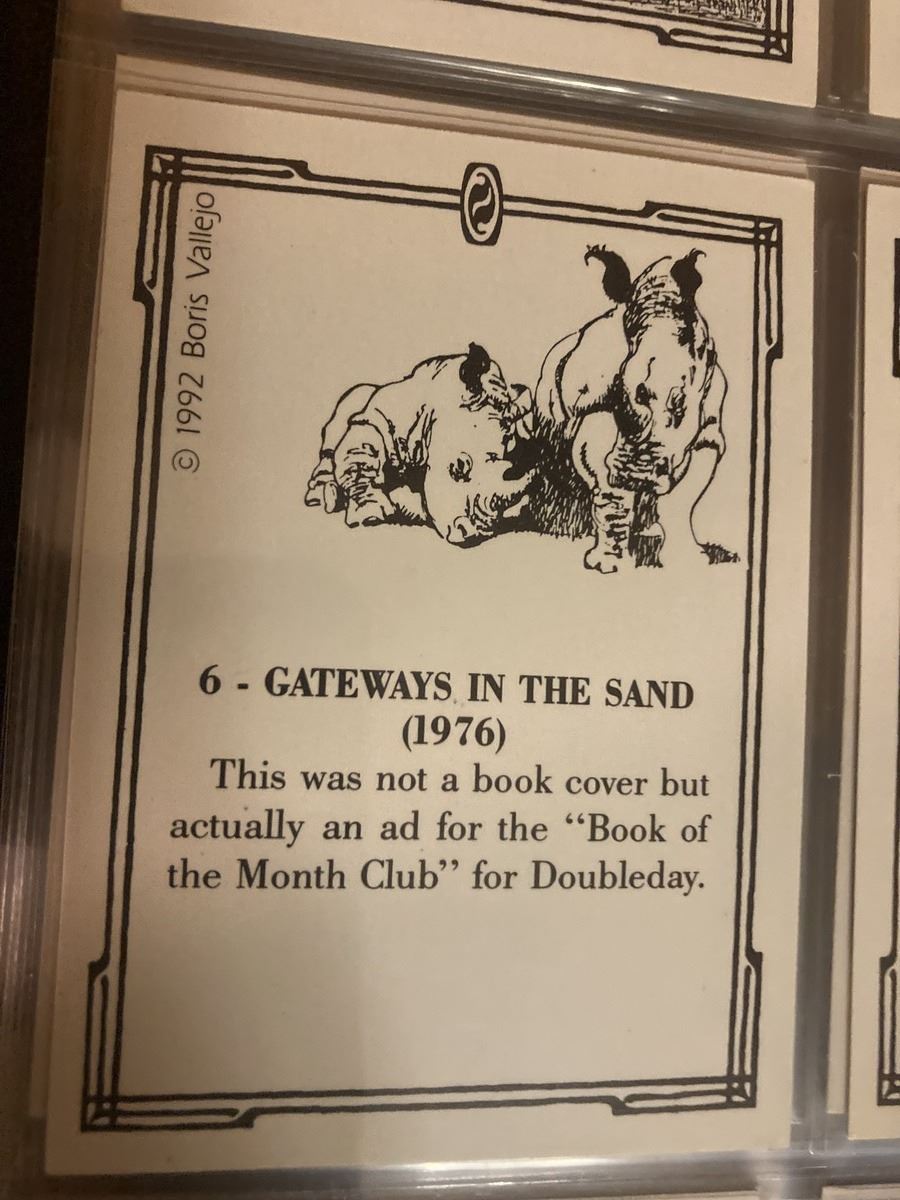 © 1992 Boris Vallejo
6 - GATEWAYS IN THE SAND
(1976)
This was not a book cover but
actually an ad for the “Book of
the Month Club” for Doubleday.